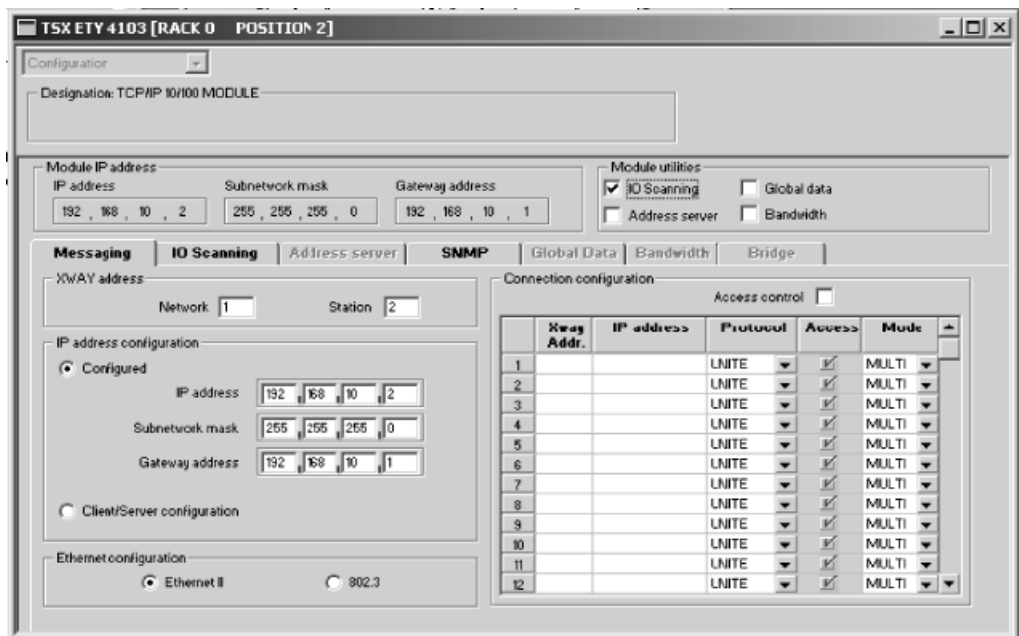 TSX ETY 4103 [RACK 0 POSITION 2]
Configuration
Designation: TCP/IP 10/100 MODULE
Module IP address
IP address Subnetwork mask Gateway address
192 , 168 , 10 , 2 255 , 255 , 255 , 0 192 , 168 , 10 , 1
Module utilities
IO Scanning Global data
Address server Bandwidth
Messaging IO Scanning Address server SNMP Global Data Bandwidth Bridge
XWAY address
Network 1 Station 2
IP address configuration
Configured
IP address 192 168 10 2
Subnetwork mask 255 255 255 0
Gateway address 192 168 10 1
Client/Server configuration
Ethernet configuration
Ethernet II 802.3
Connection configuration
Access control
Xway Addr. IP address Protocol Access Mode
1 UNITE MULTI
2 UNITE MULTI
3 UNITE MULTI
4 UNITE MULTI
5 UNITE MULTI
6 UNITE MULTI
7 UNITE MULTI
8 UNITE MULTI
9 UNITE MULTI
10 UNITE MULTI
11 UNITE MULTI
12 UNITE MULTI